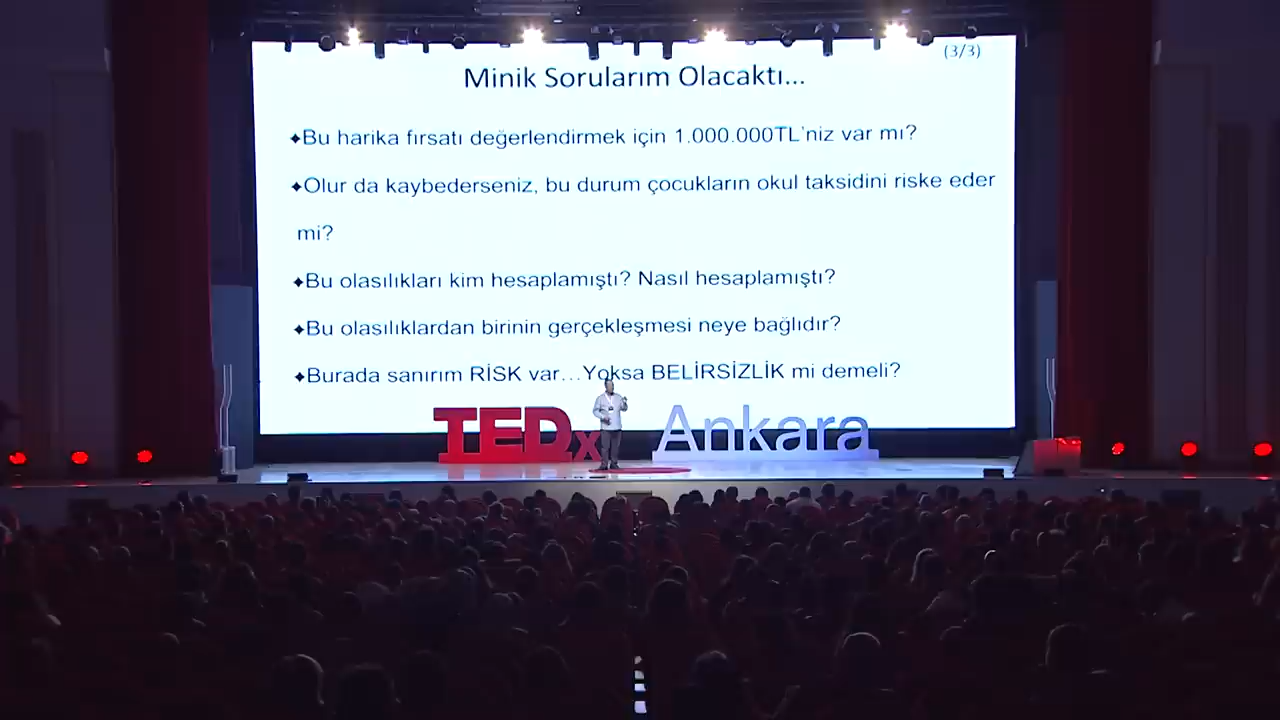 (3/3)
Minik Sorularım Olacaktı...
✦Bu harika fırsatı değerlendirmek için 1.000.000TL'niz var mı?
✦Olur da kaybederseniz, bu durum çocukların okul taksidini riske eder
mi?
✦Bu olasılıkları kim hesaplamıştı? Nasıl hesaplamıştı?
✦Bu olasılıklardan birinin gerçekleşmesi neye bağlıdır?
✦Burada sanırım RİSK var...Yoksa BELİRSİZLİK mi demeli?
TEDx Ankara